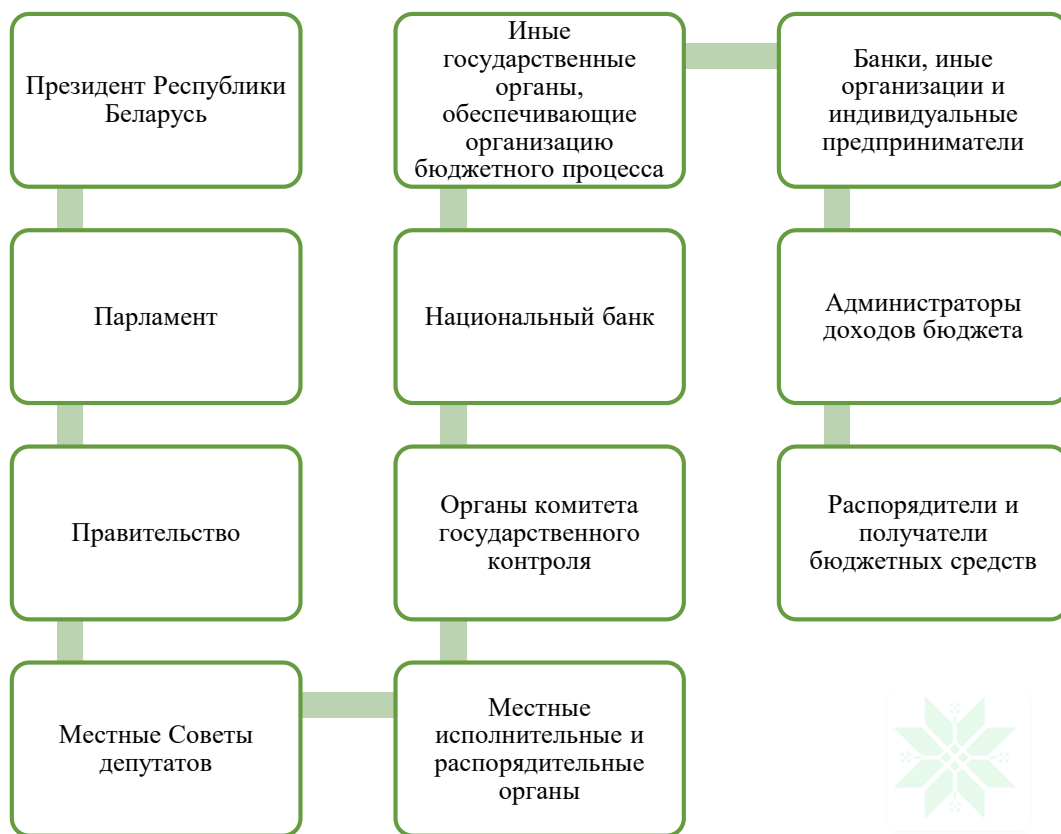 Президент Республики
Беларусь
Парламент
Правительство
Местные Советы
депутатов
Местные
исполнительные и
распорядительные
органы
Органы комитета
государственного
контроля
Национальный банк
Иные
государственные
органы,
обеспечивающие
организацию
бюджетного процесса
Банки, иные
организации и
индивидуальные
предприниматели
Администраторы
доходов бюджета
Распорядители и
получатели
бюджетных средств